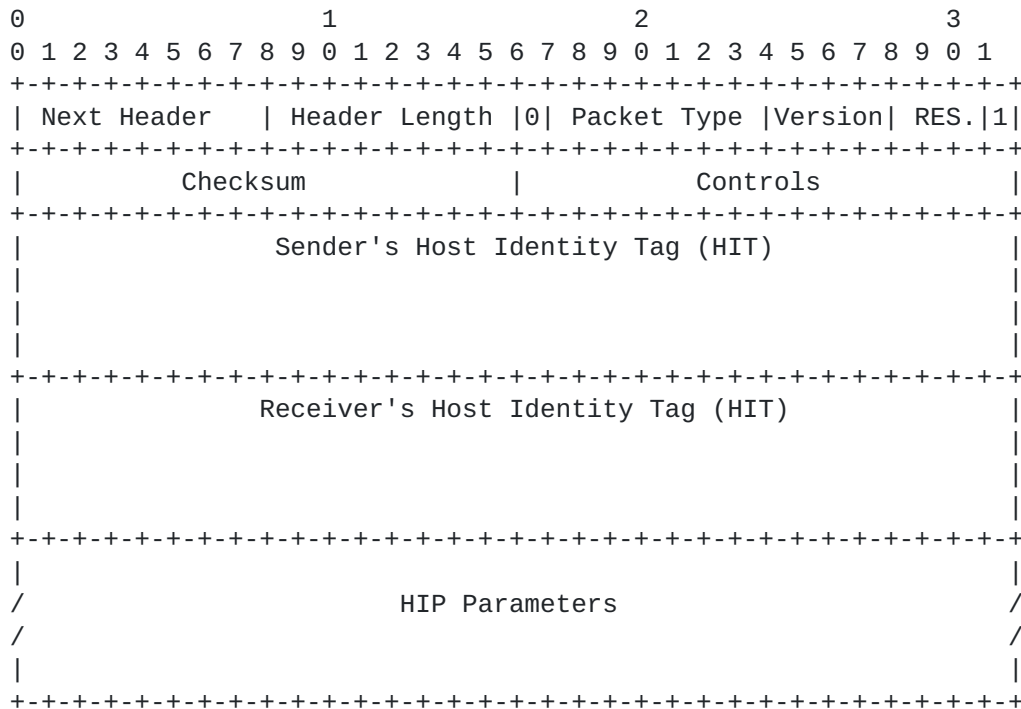 0                   1                   2                   3
0 1 2 3 4 5 6 7 8 9 0 1 2 3 4 5 6 7 8 9 0 1 2 3 4 5 6 7 8 9 0 1
+-+-+-+-+-+-+-+-+-+-+-+-+-+-+-+-+-+-+-+-+-+-+-+-+-+-+-+-+-+-+-+-+
| Next Header   | Header Length |0| Packet Type |Version| RES.|1|
+-+-+-+-+-+-+-+-+-+-+-+-+-+-+-+-+-+-+-+-+-+-+-+-+-+-+-+-+-+-+-+-+
|          Checksum             |           Controls            |
+-+-+-+-+-+-+-+-+-+-+-+-+-+-+-+-+-+-+-+-+-+-+-+-+-+-+-+-+-+-+-+-+
|                Sender's Host Identity Tag (HIT)               |
|                                                               |
|                                                               |
|                                                               |
+-+-+-+-+-+-+-+-+-+-+-+-+-+-+-+-+-+-+-+-+-+-+-+-+-+-+-+-+-+-+-+-+
|               Receiver's Host Identity Tag (HIT)              |
|                                                               |
|                                                               |
|                                                               |
+-+-+-+-+-+-+-+-+-+-+-+-+-+-+-+-+-+-+-+-+-+-+-+-+-+-+-+-+-+-+-+-+
|                                                               |
/                        HIP Parameters                         /
/                                                               /
|                                                               |
+-+-+-+-+-+-+-+-+-+-+-+-+-+-+-+-+-+-+-+-+-+-+-+-+-+-+-+-+-+-+-+-+